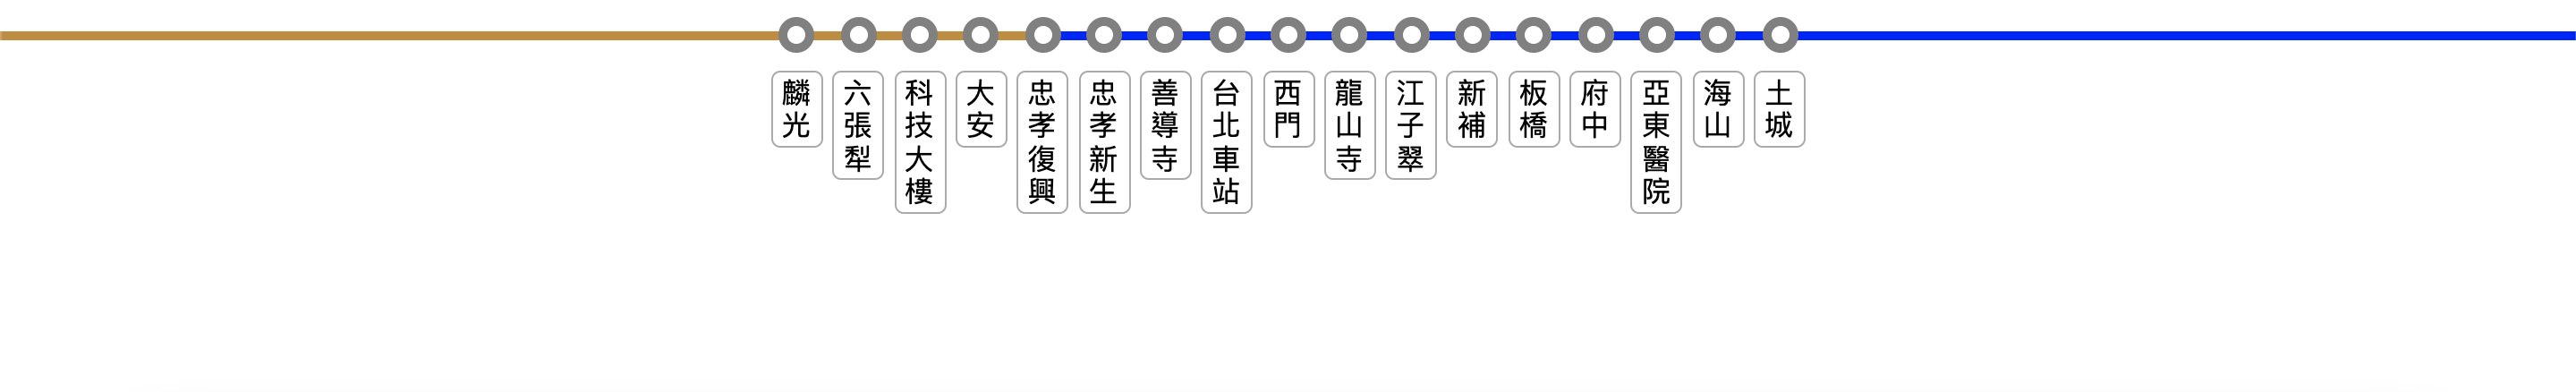 麟光
六張犁
科技大樓
大安
忠孝復興
忠孝新生
善導寺
台北車站
西門
龍山寺
江子翠
新補
板橋
府中
亞東醫院
海山
土城